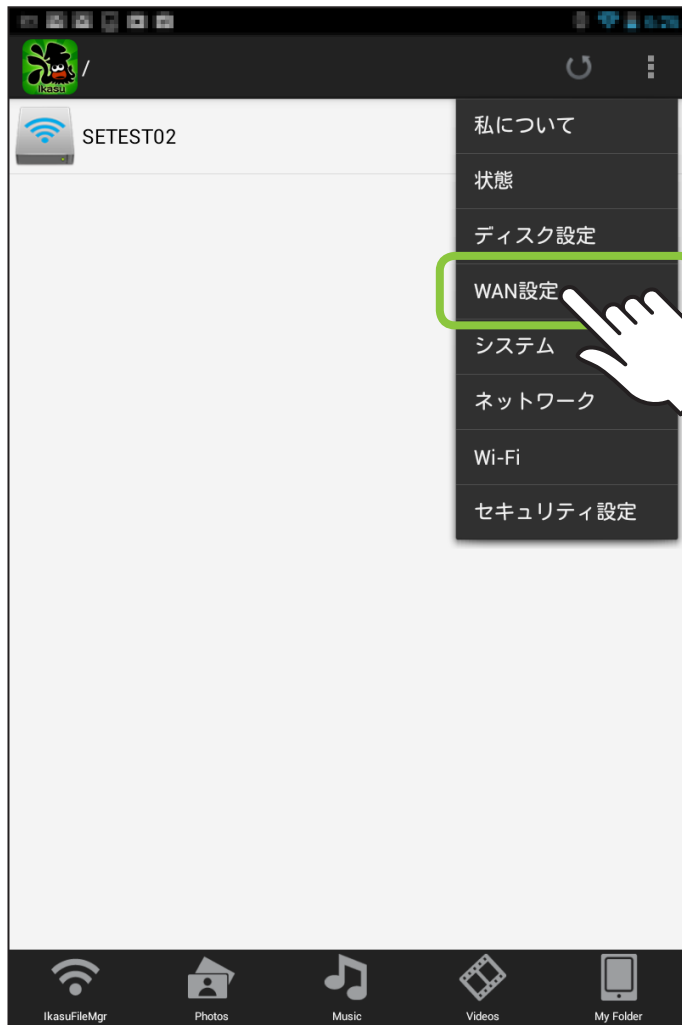 Ikasu
/
SETEST02
私について
状態
ディスク設定
WAN設定
システム
ネットワーク
Wi-Fi
セキュリティ設定
IkasuFileMgr
Photos
Music
Videos
My Folder